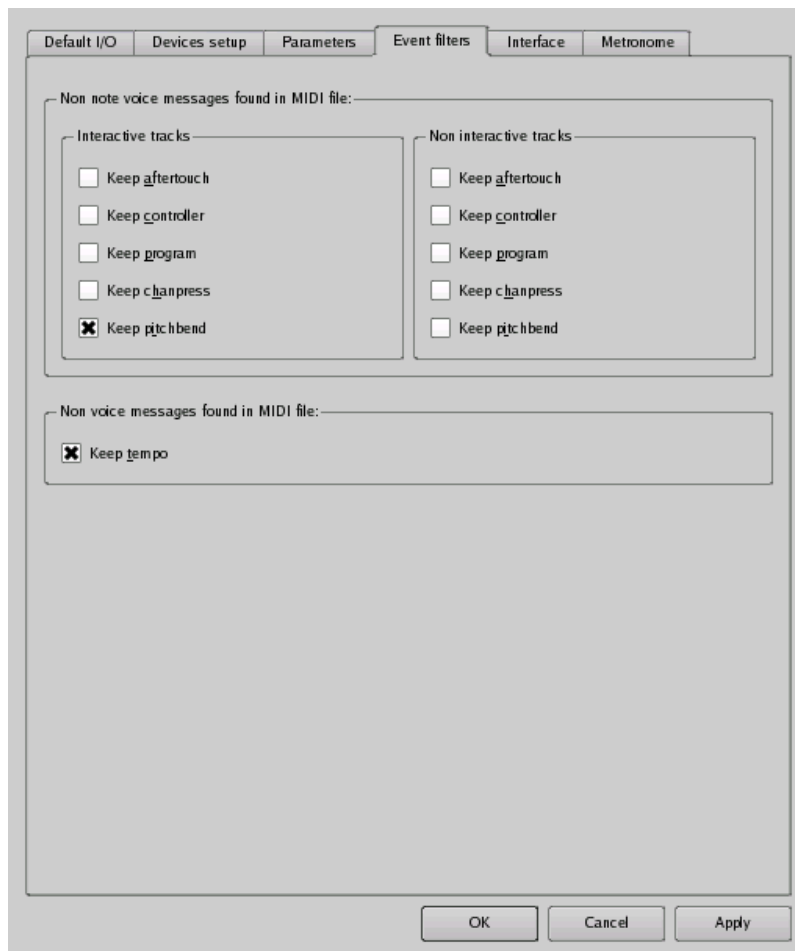 Default I/O Devices setup Parameters Event filters Interface Metronome
Non note voice messages found in MIDI file:
Interactive tracks
Keep aftertouch
Keep controller
Keep program
Keep chanpress
Keep pitchbend
Non interactive tracks
Keep aftertouch
Keep controller
Keep program
Keep chanpress
Keep pitchbend
Non voice messages found in MIDI file:
Keep tempo
OK Cancel Apply